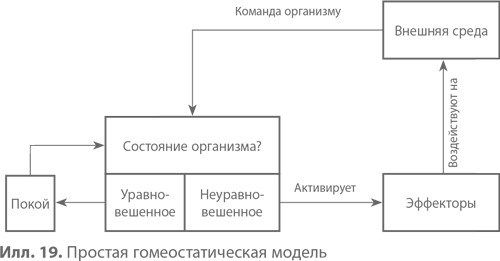 Команда организму
Внешняя среда
Воздействуют на
Состояние организма?
Покой
Уравно-
вешенное
Неуравно-
вешенное
Активирует
Эффекторы
Илл. 19. Простая гомеостатическая модель